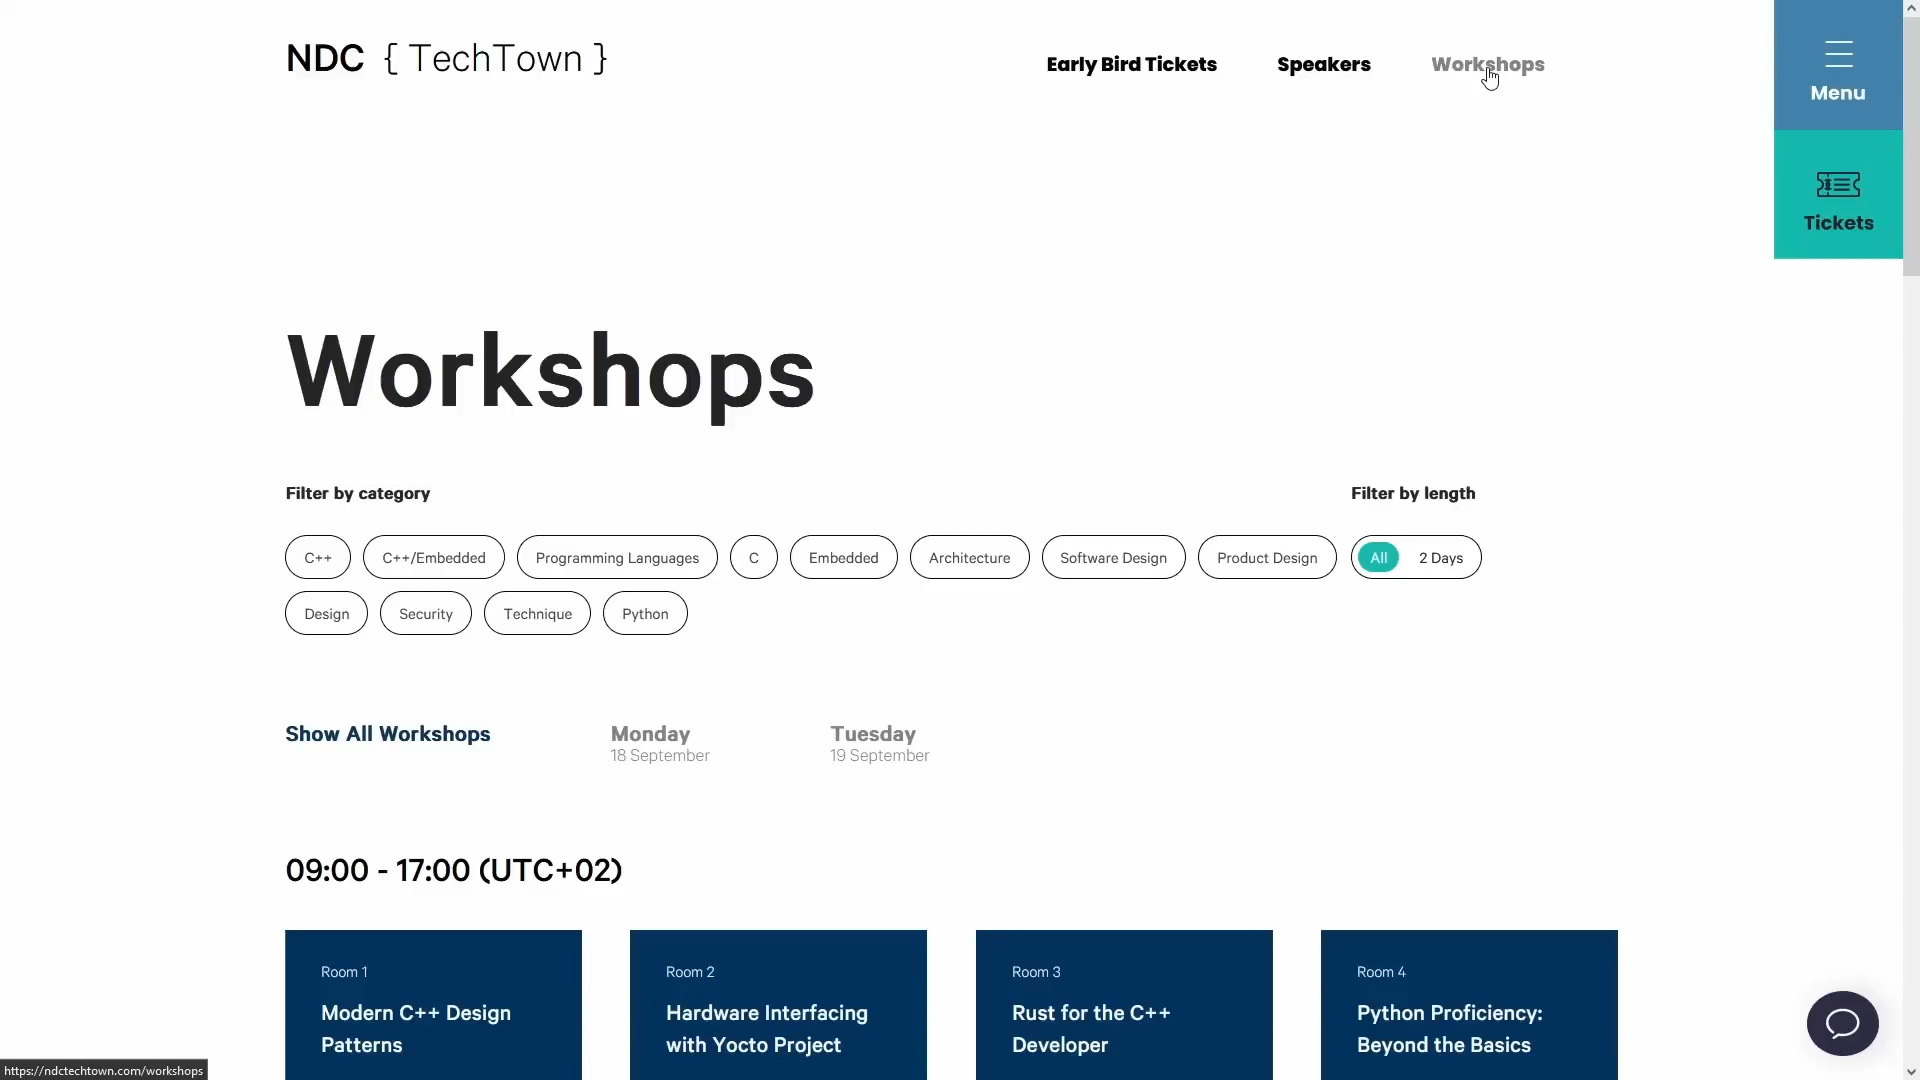 NDC { TechTown }
Early Bird Tickets Speakers Workshops
Menu
Tickets
Workshops
Filter by category
Filter by length
C++ C++/Embedded Programming Languages C Embedded Architecture Software Design Product Design All 2 Days
Design Security Technique Python
Show All Workshops Monday Tuesday
18 September 19 September
09:00 - 17:00 (UTC+02)
Room 1
Modern C++ Design
Patterns
Room 2
Hardware Interfacing
with Yocto Project
Room 3
Rust for the C++
Developer
Room 4
Python Proficiency:
Beyond the Basics
https://ndctechtown.com/workshops